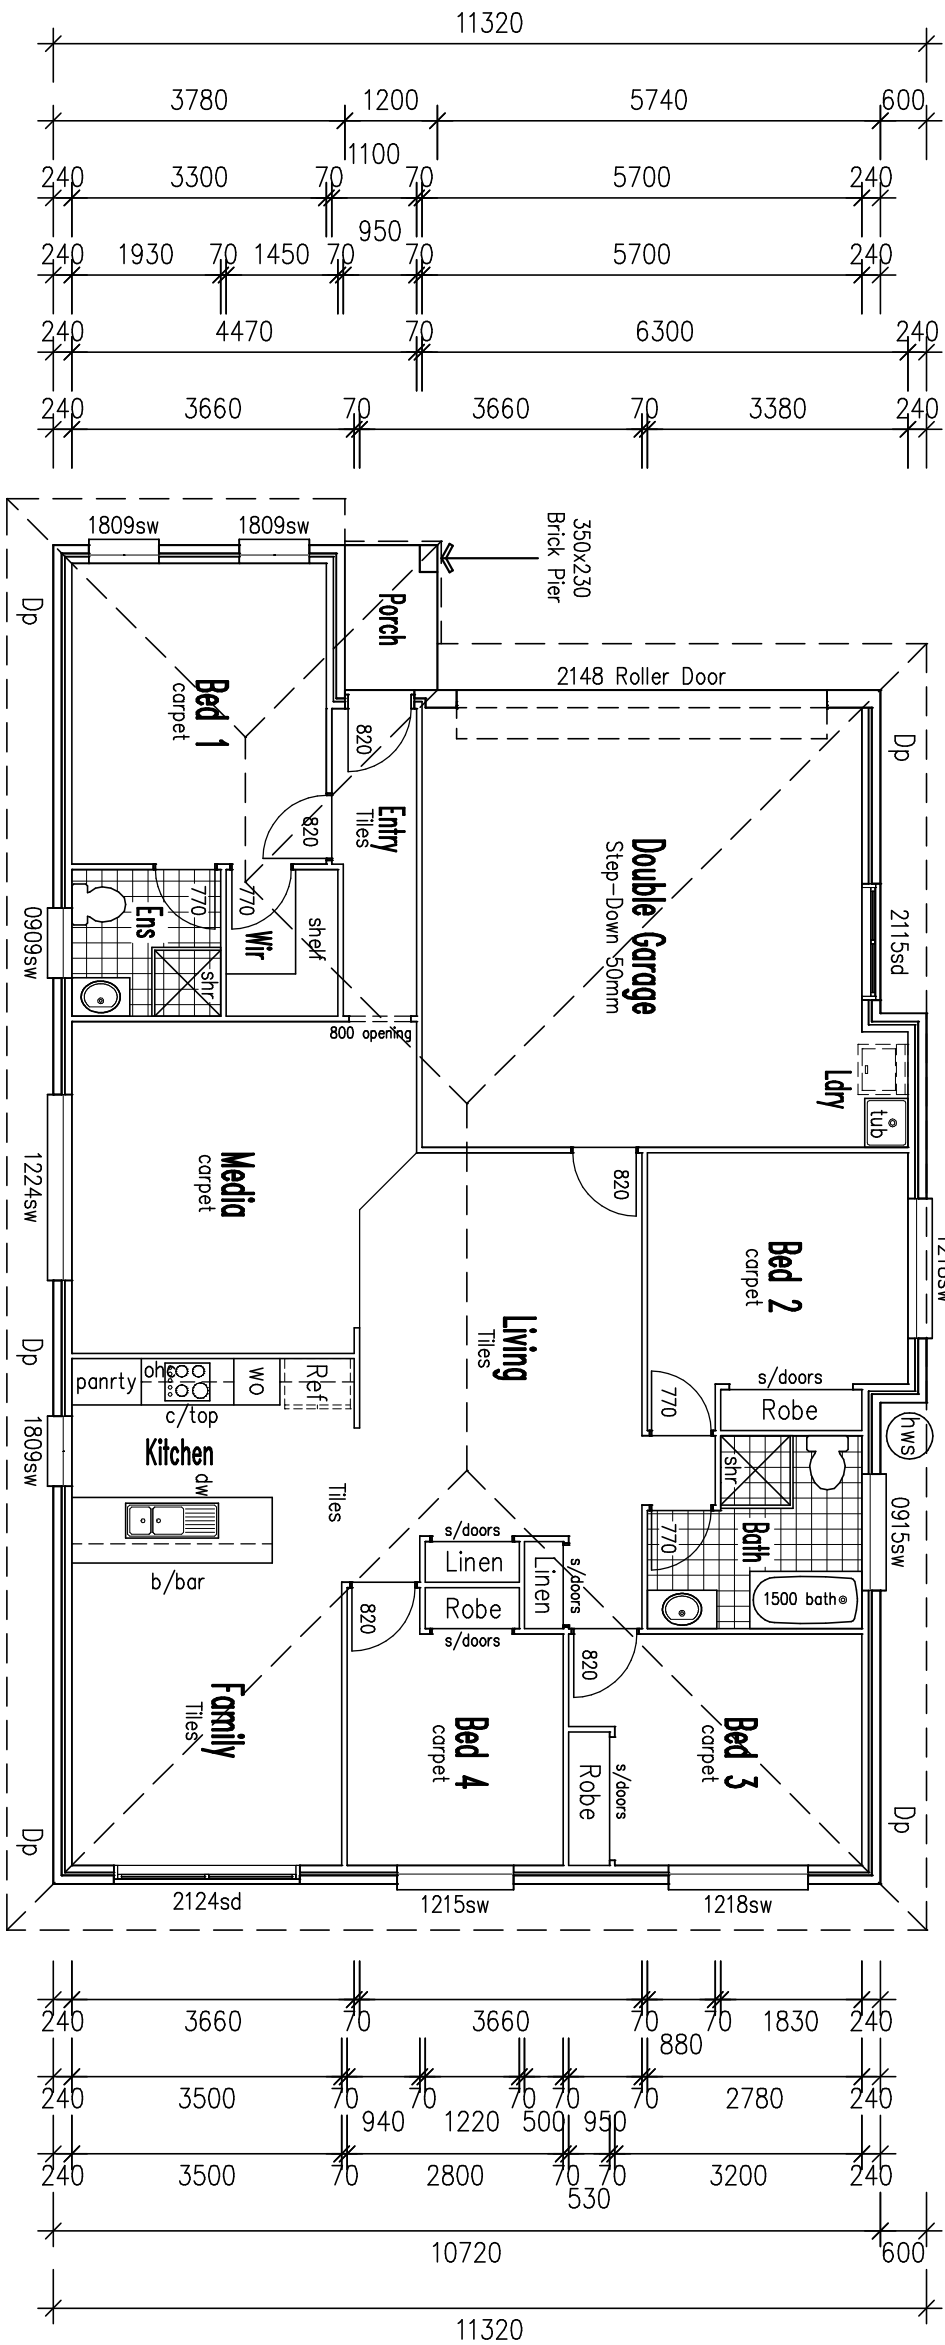 11320
3780 1200 5740 600
1100
240 3300 70 70 5700 240
950
240 1930 70 1450 70 70 5700 240
240 4470 70 6300 240
240 3660 70 3660 70 3380 240
350x230
Brick Pier
1809sw 1809sw
Dp
Porch
2148 Roller Door
Bed 1
carpet
820
Dp
Entry
Tiles
820
Double Garage
Step-Down 50mm
2115sd
0909sw
Ens
770
770
Wir
shelf
shr
800 opening
Ldry
tub
1224sw
Media
carpet
820
Bed 2
carpet
1218sw
Living
Tiles
Dp
panrty
ohs
c/top
WO
Ref
s/doors
Robe
770
hws
1809sw
Kitchen
dw
Tiles
shr
0915sw
Bath
770
b/bar
s/doors
Linen
Linen
s/doors
1500 bath
Robe
s/doors
820
820
Family
Tiles
Bed 4
carpet
Bed 3
carpet
s/doors
Robe
Dp
Dp
2124sd
1215sw
1218sw
240 3660 70 3660 70 70 1830 240
880
240 3500 70 70 70 70 70 2780 240
940 1220 500 950
240 3500 70 2800 70 70 3200 240
530
10720 600
11320